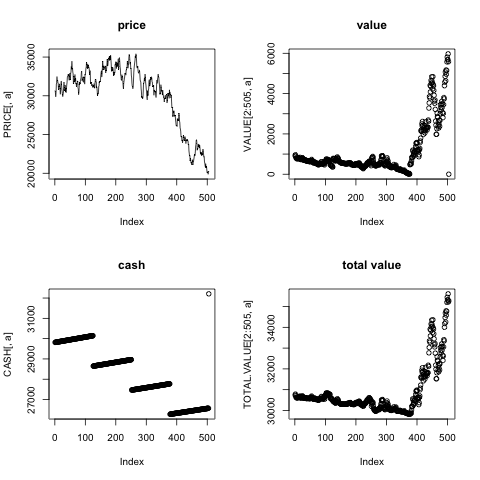 price
PRICE[, a]
35000
30000
25000
20000
0 100 200 300 400 500
Index
value
VALUE[2:505, a]
6000
4000
2000
0
0 100 200 300 400 500
Index
cash
CASH[, a]
31000
29000
27000
0 100 200 300 400 500
Index
total value
TOTAL.VALUE[2:505, a]
34000
32000
30000
0 100 200 300 400 500
Index